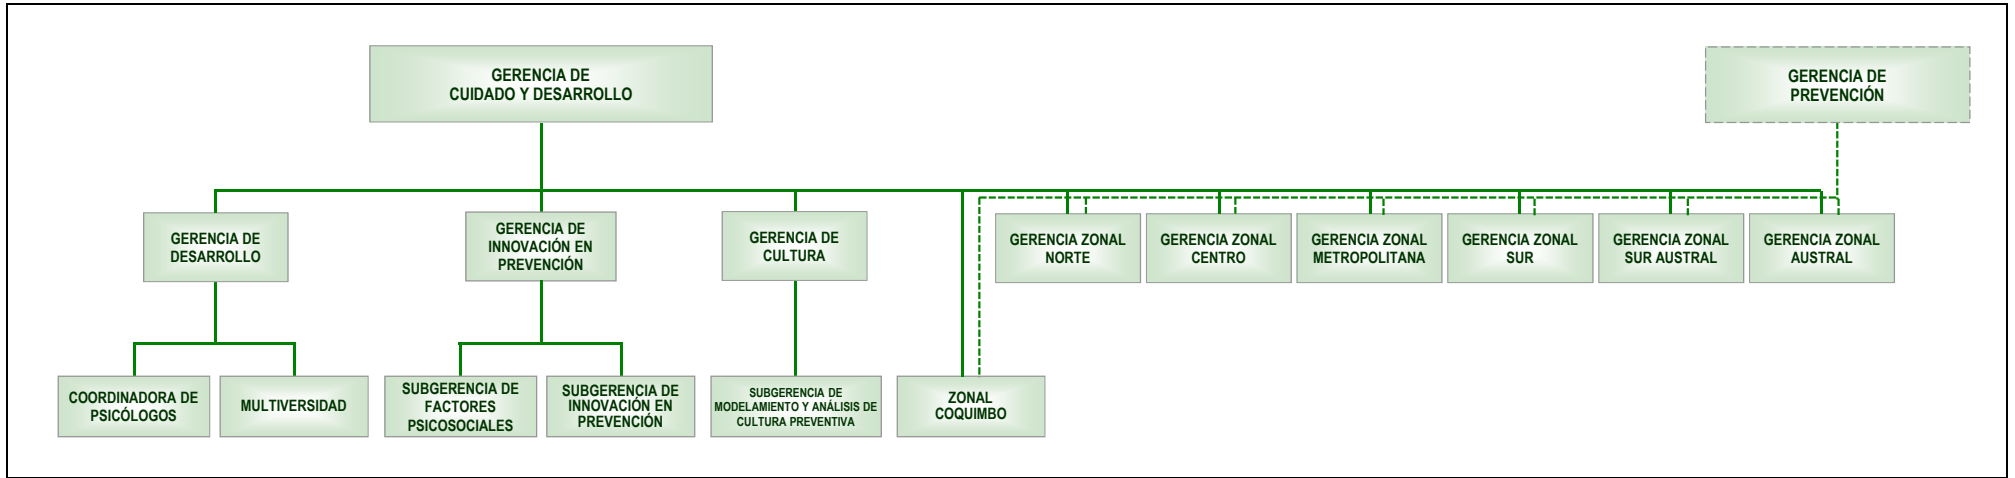 GERENCIA DE
CUIDADO Y DESARROLLO
GERENCIA DE
PREVENCIÓN
GERENCIA DE
DESARROLLO
GERENCIA DE
INNOVACIÓN EN
PREVENCIÓN
GERENCIA DE
CULTURA
GERENCIA ZONAL
NORTE
GERENCIA ZONAL
CENTRO
GERENCIA ZONAL
METROPOLITANA
GERENCIA ZONAL
SUR
GERENCIA ZONAL
SUR AUSTRAL
GERENCIA ZONAL
AUSTRAL
COORDINADORA DE
PSICÓLOGOS
MULTIVERSIDAD
SUBGERENCIA DE
FACTORES
PSICOSOCIALES
SUBGERENCIA DE
INNOVACIÓN EN
PREVENCIÓN
SUBGERENCIA DE
MODELAMIENTO Y ANÁLISIS DE
CULTURA PREVENTIVA
ZONAL
COQUIMBO